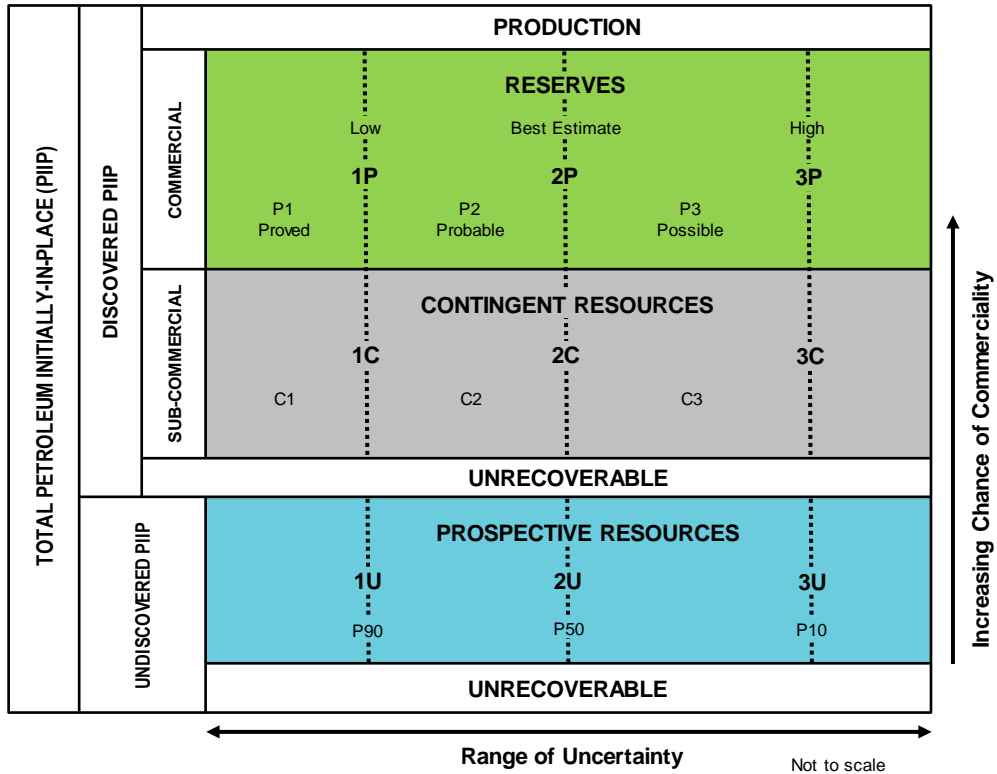 TOTAL PETROLEUM INITIALLY-IN-PLACE (PIIP)
DISCOVERED PIIP
UNDISCOVERED PIIP
COMMERCIAL
SUB-COMMERCIAL
PRODUCTION
RESERVES
Low
Best Estimate
High
1P
2P
3P
P1
Proved
P2
Probable
P3
Possible
CONTINGENT RESOURCES
1C
2C
3C
C1
C2
C3
UNRECOVERABLE
PROSPECTIVE RESOURCES
1U
2U
3U
P90
P50
P10
UNRECOVERABLE
Increasing Chance of Commerciality
Range of Uncertainty
Not to scale